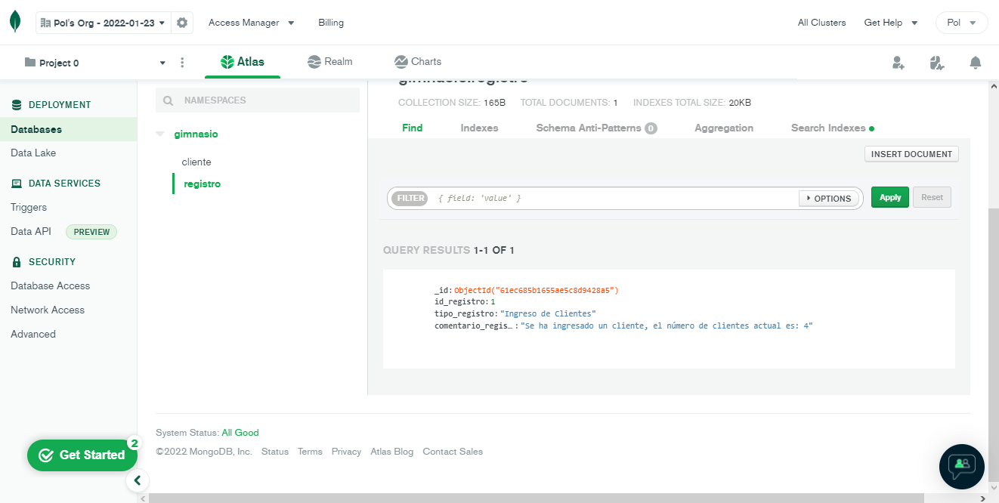 Pol's Org - 2022-01-23 Access Manager Billing All Clusters Get Help Pol
Project 0 Atlas Realm Charts
DEPLOYMENT
Databases
Data Lake
DATA SERVICES
Triggers
Data API PREVIEW
SECURITY
Database Access
Network Access
Advanced
Get Started 2
NAMESPACES
gimnasio
cliente
registro
gimnasio.registro
COLLECTION SIZE: 165B TOTAL DOCUMENTS: 1 INDEXES TOTAL SIZE: 20KB
Find Indexes Schema Anti-Patterns 0 Aggregation Search Indexes
INSERT DOCUMENT
FILTER { field: 'value' } OPTIONS Apply Reset
QUERY RESULTS 1-1 OF 1
_id: ObjectId("61ec685b1655ae5c8d9428a5")
id_registro: 1
tipo_registro: "Ingreso de Clientes"
comentario_regis… : "Se ha ingresado un cliente, el número de clientes actual es: 4"
System Status: All Good
©2022 MongoDB, Inc. Status Terms Privacy Atlas Blog Contact Sales